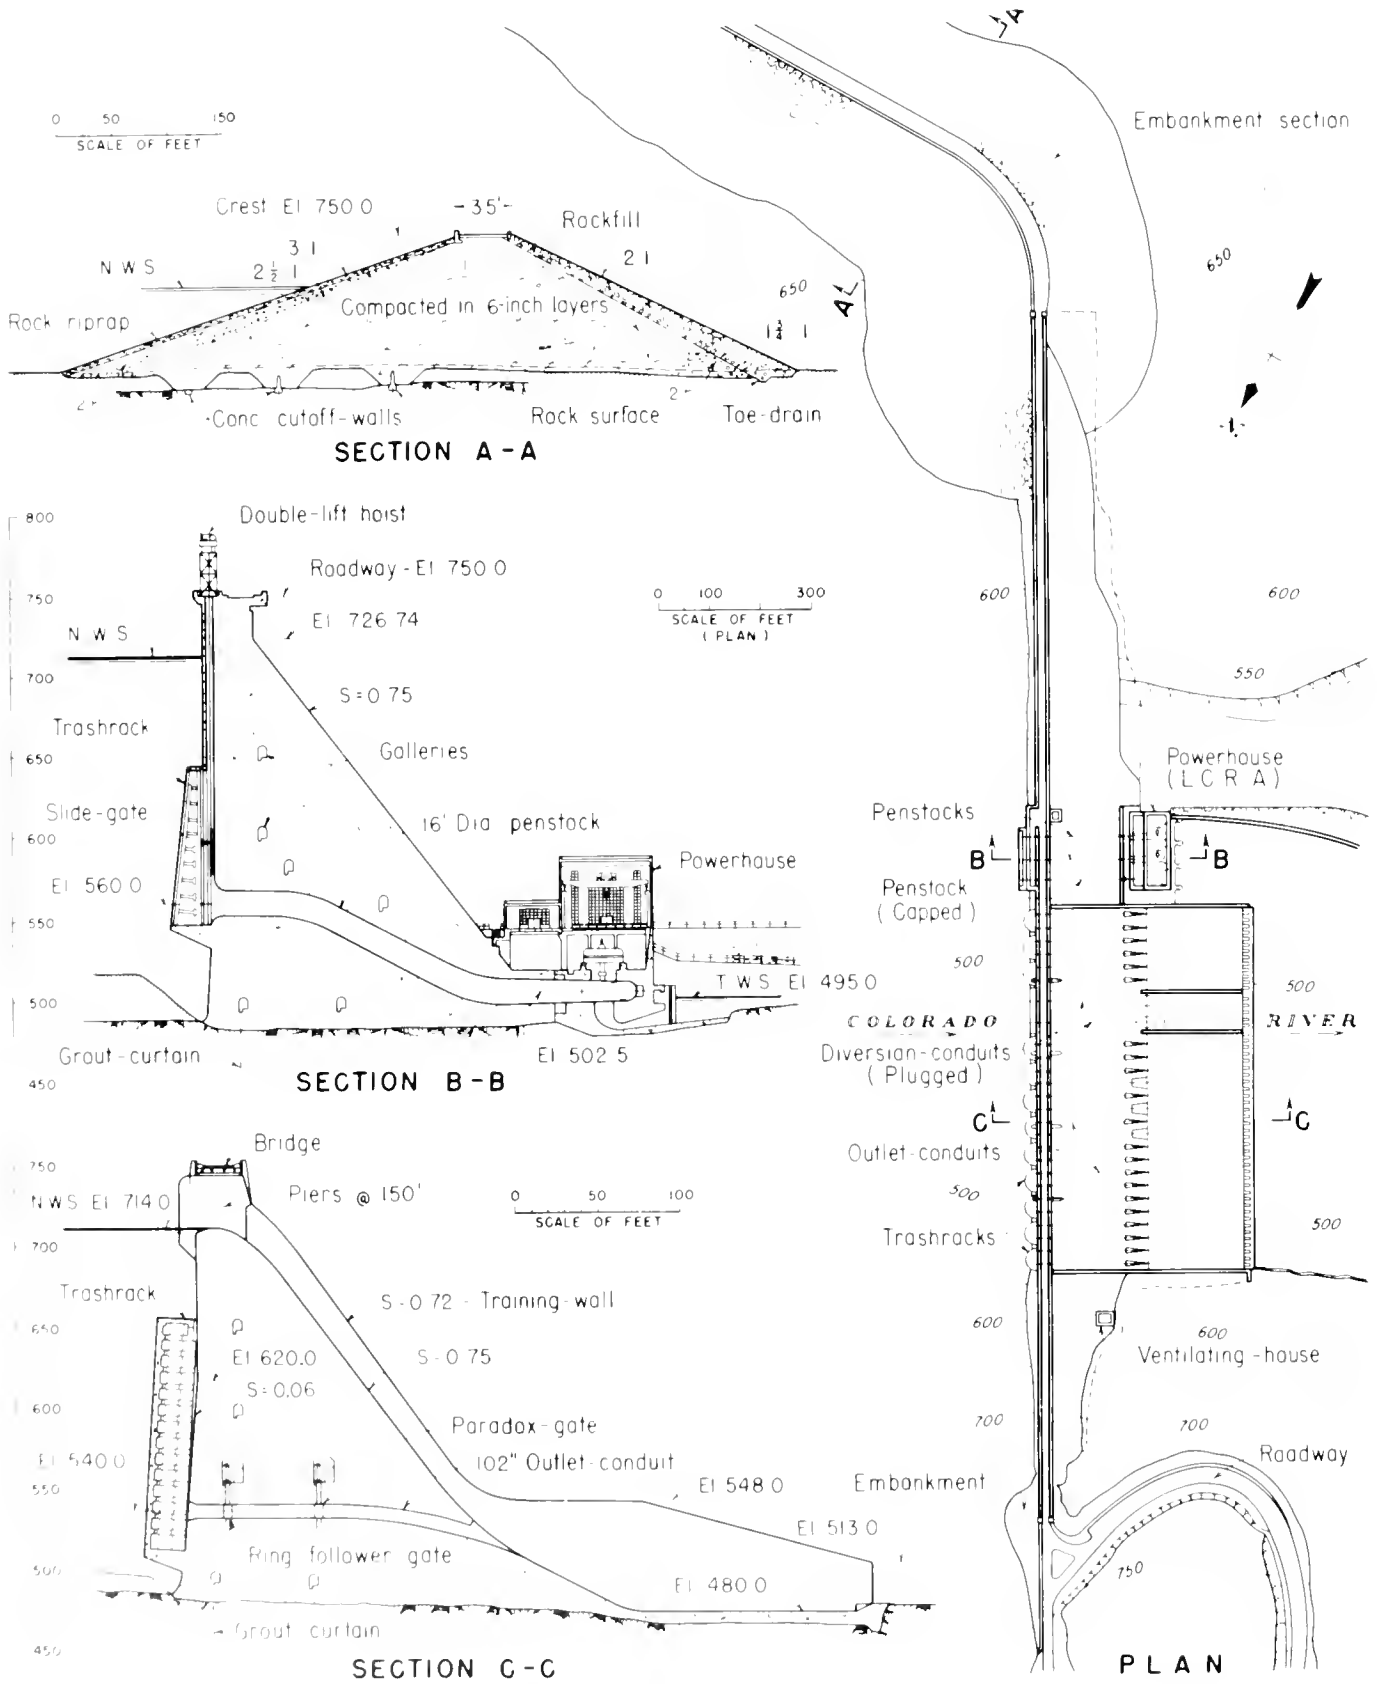 0 50 150
SCALE OF FEET
Crest El 750.0
-35'-
Rockfill
3 1
2 1
N W S
2 1/2 1
Compacted in 6-inch layers
Rock riprap
1 3/4 1
Conc cutoff-walls
Rock surface
Toe-drain
SECTION A-A
800
750
700
650
600
550
500
450
Double-lift hoist
Roadway - El 750.0
El 726.74
N W S
S=0.75
Trashrack
Galleries
Slide-gate
16' Dia penstock
Powerhouse
El 560.0
T W S El 495.0
Grout-curtain
El 502.5
SECTION B-B
0 100 300
SCALE OF FEET
(PLAN)
750
700
650
600
550
500
450
Bridge
NWS El 714.0
Piers @ 150'
0 50 100
SCALE OF FEET
Trashrack
S-0.72 - Training-wall
El 620.0
S-0.75
S=0.06
Paradox-gate
El 540.0
102" Outlet-conduit
El 548.0
El 513.0
Ring follower gate
El 480.0
Grout curtain
SECTION C-C
A
Embankment section
650
650
A
600
600
550
Powerhouse
(L C R A)
Penstocks
B
B
Penstock
(Capped)
500
500
COLORADO
RIVER
Diversion-conduits
(Plugged)
C
C
Outlet-conduits
500
500
Trashracks
600
600
Ventilating-house
700
700
Roadway
Embankment
750
PLAN